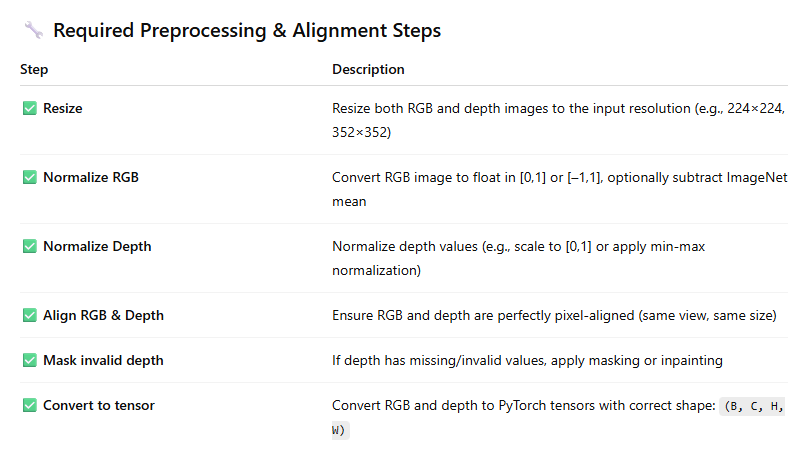 🔧 Required Preprocessing & Alignment Steps
Step Description
✅ Resize Resize both RGB and depth images to the input resolution (e.g., 224×224,
352×352)
✅ Normalize RGB Convert RGB image to float in [0,1] or [–1,1], optionally subtract ImageNet
mean
✅ Normalize Depth Normalize depth values (e.g., scale to [0,1] or apply min-max
normalization)
✅ Align RGB & Depth Ensure RGB and depth are perfectly pixel-aligned (same view, same size)
✅ Mask invalid depth If depth has missing/invalid values, apply masking or inpainting
✅ Convert to tensor Convert RGB and depth to PyTorch tensors with correct shape: (B, C, H,
W)